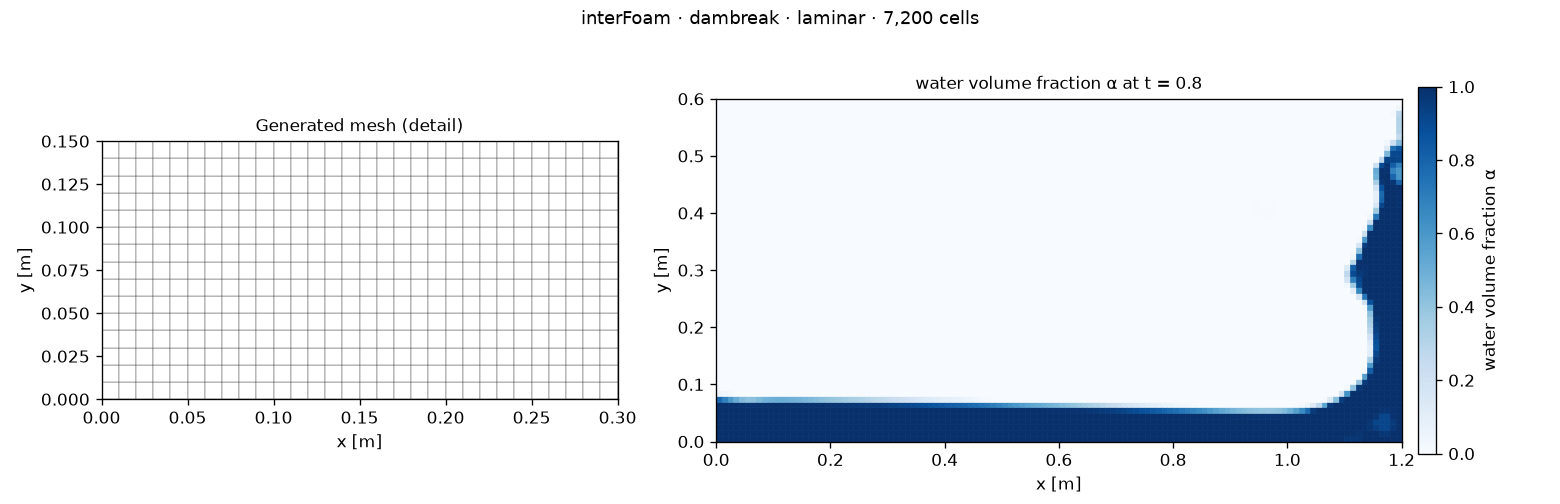 interFoam · dambreak · laminar · 7,200 cells
Generated mesh (detail)
0.150
0.125
0.100
0.075
0.050
0.025
0.000
y [m]
0.00 0.05 0.10 0.15 0.20 0.25 0.30
x [m]
water volume fraction α at t = 0.8
0.6
0.5
0.4
0.3
0.2
0.1
0.0
y [m]
0.0 0.2 0.4 0.6 0.8 1.0 1.2
x [m]
1.0
0.8
0.6
0.4
0.2
0.0
water volume fraction α